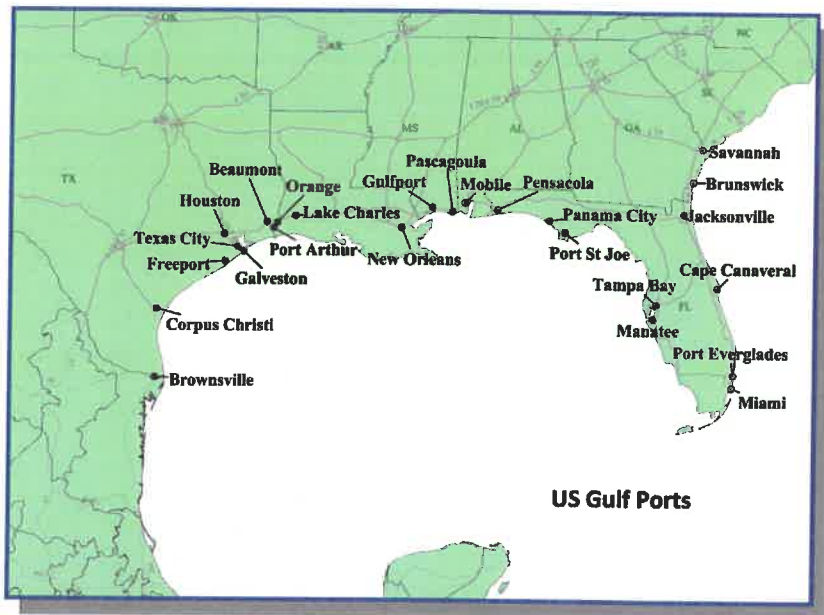 OK
AR
NC
SC
TX
MS
AL
GA
Savannah
Pascagoula
Beaumont
Orange
Gulfport
Mobile
Pensacola
Brunswick
Houston
Lake Charles
Panama City
Jacksonville
Texas City
Port Arthur
New Orleans
Port St Joe
Freeport
Galveston
Cape Canaveral
Tampa Bay
FL
Corpus Christi
Manatee
Port Everglades
Brownsville
Miami
US Gulf Ports